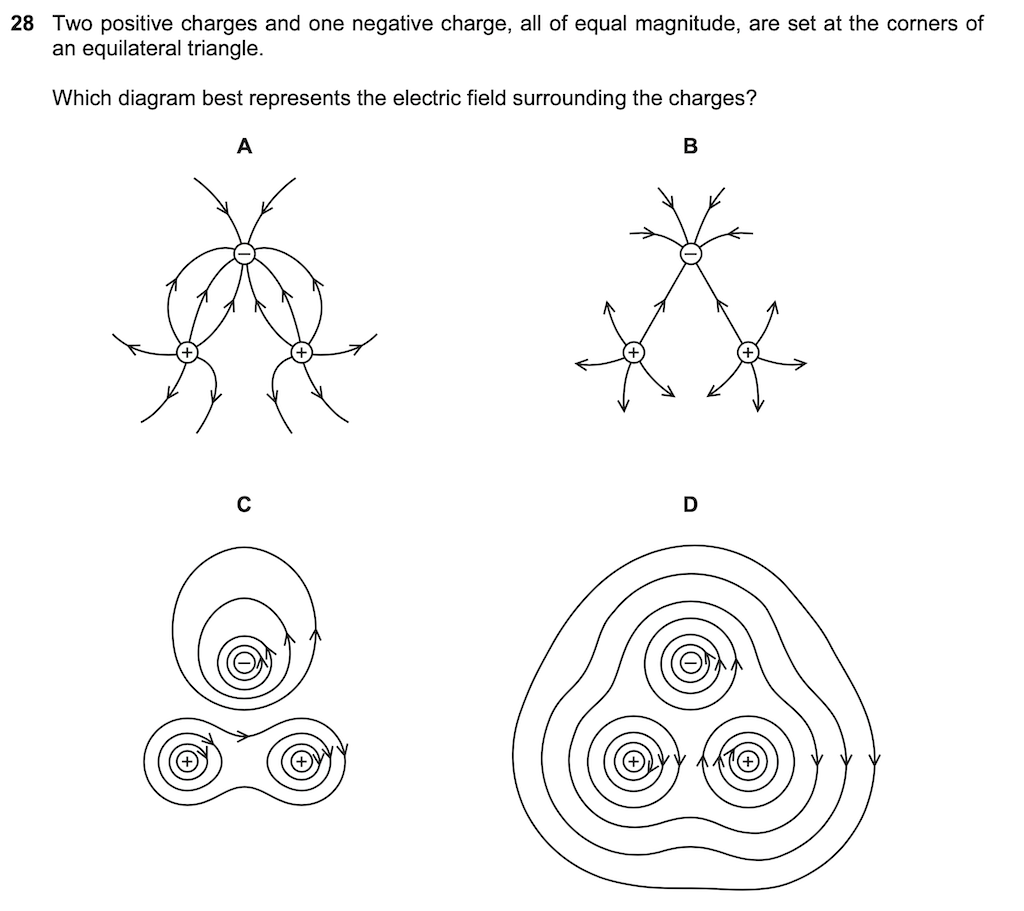 28 Two positive charges and one negative charge, all of equal magnitude, are set at the corners of
an equilateral triangle.
Which diagram best represents the electric field surrounding the charges?
A B
−
+ +
−
+ +
C D
−
+ +
−
+ +